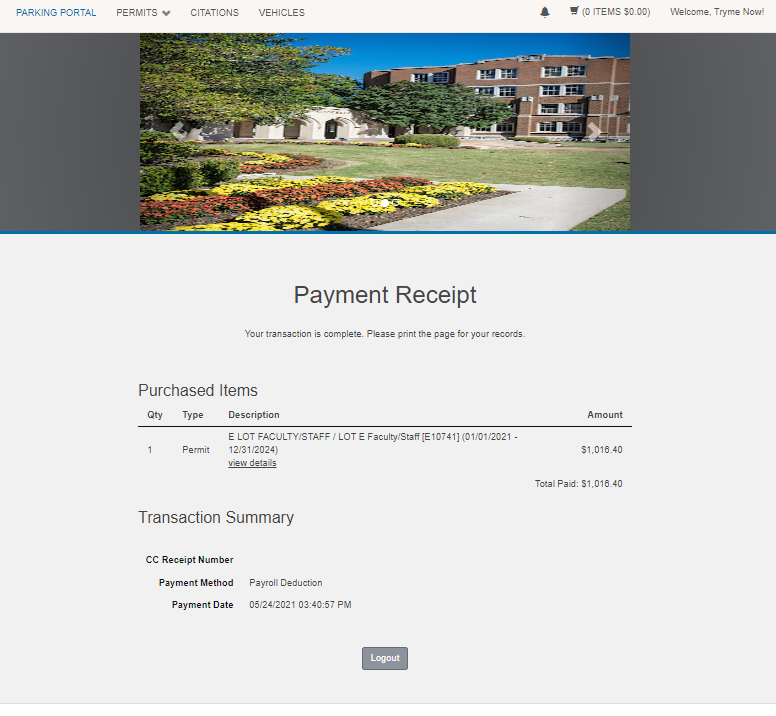 PARKING PORTAL PERMITS CITATIONS VEHICLES (0 ITEMS $0.00) Welcome, Tryme Now!
Payment Receipt
Your transaction is complete. Please print the page for your records.
Purchased Items
Qty Type Description Amount
1 Permit E LOT FACULTY/STAFF / LOT E Faculty/Staff [E10741] (01/01/2021 -
12/31/2024) $1,016.40
view details
Total Paid: $1,016.40
Transaction Summary
CC Receipt Number
Payment Method Payroll Deduction
Payment Date 05/24/2021 03:40:57 PM
Logout